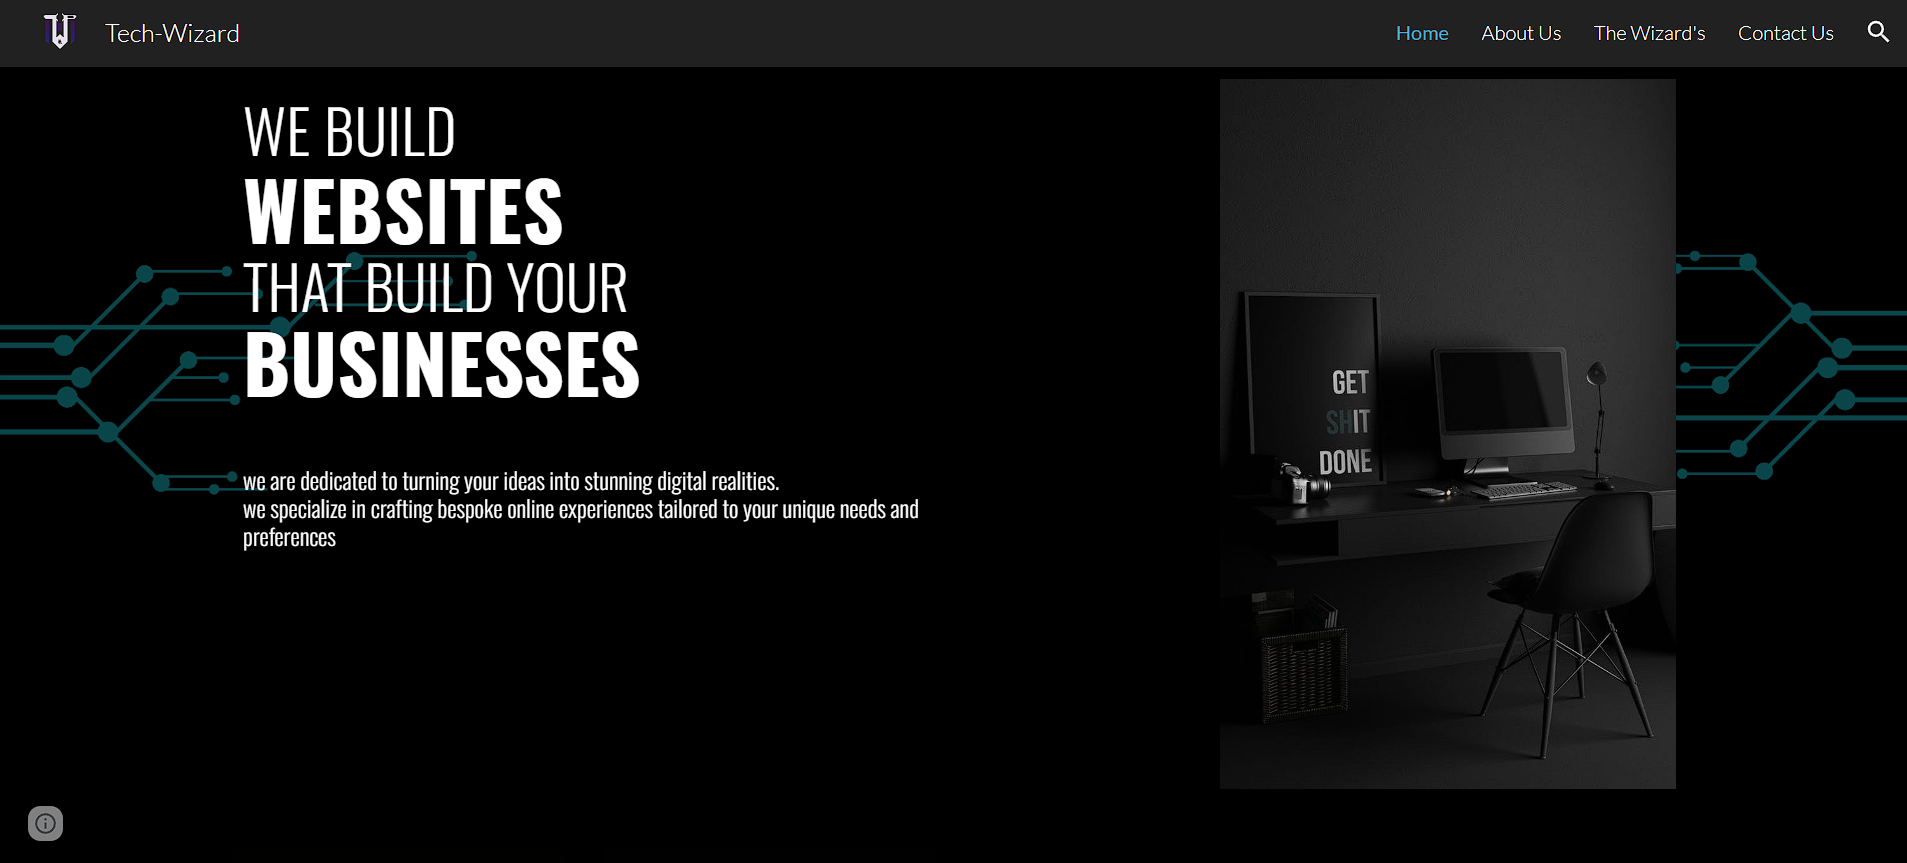 Tech-Wizard
Home
About Us
The Wizard's
Contact Us
WE BUILD
WEBSITES
THAT BUILD YOUR
BUSINESSES
we are dedicated to turning your ideas into stunning digital realities.
we specialize in crafting bespoke online experiences tailored to your unique needs and
preferences
GET
SHIT
DONE